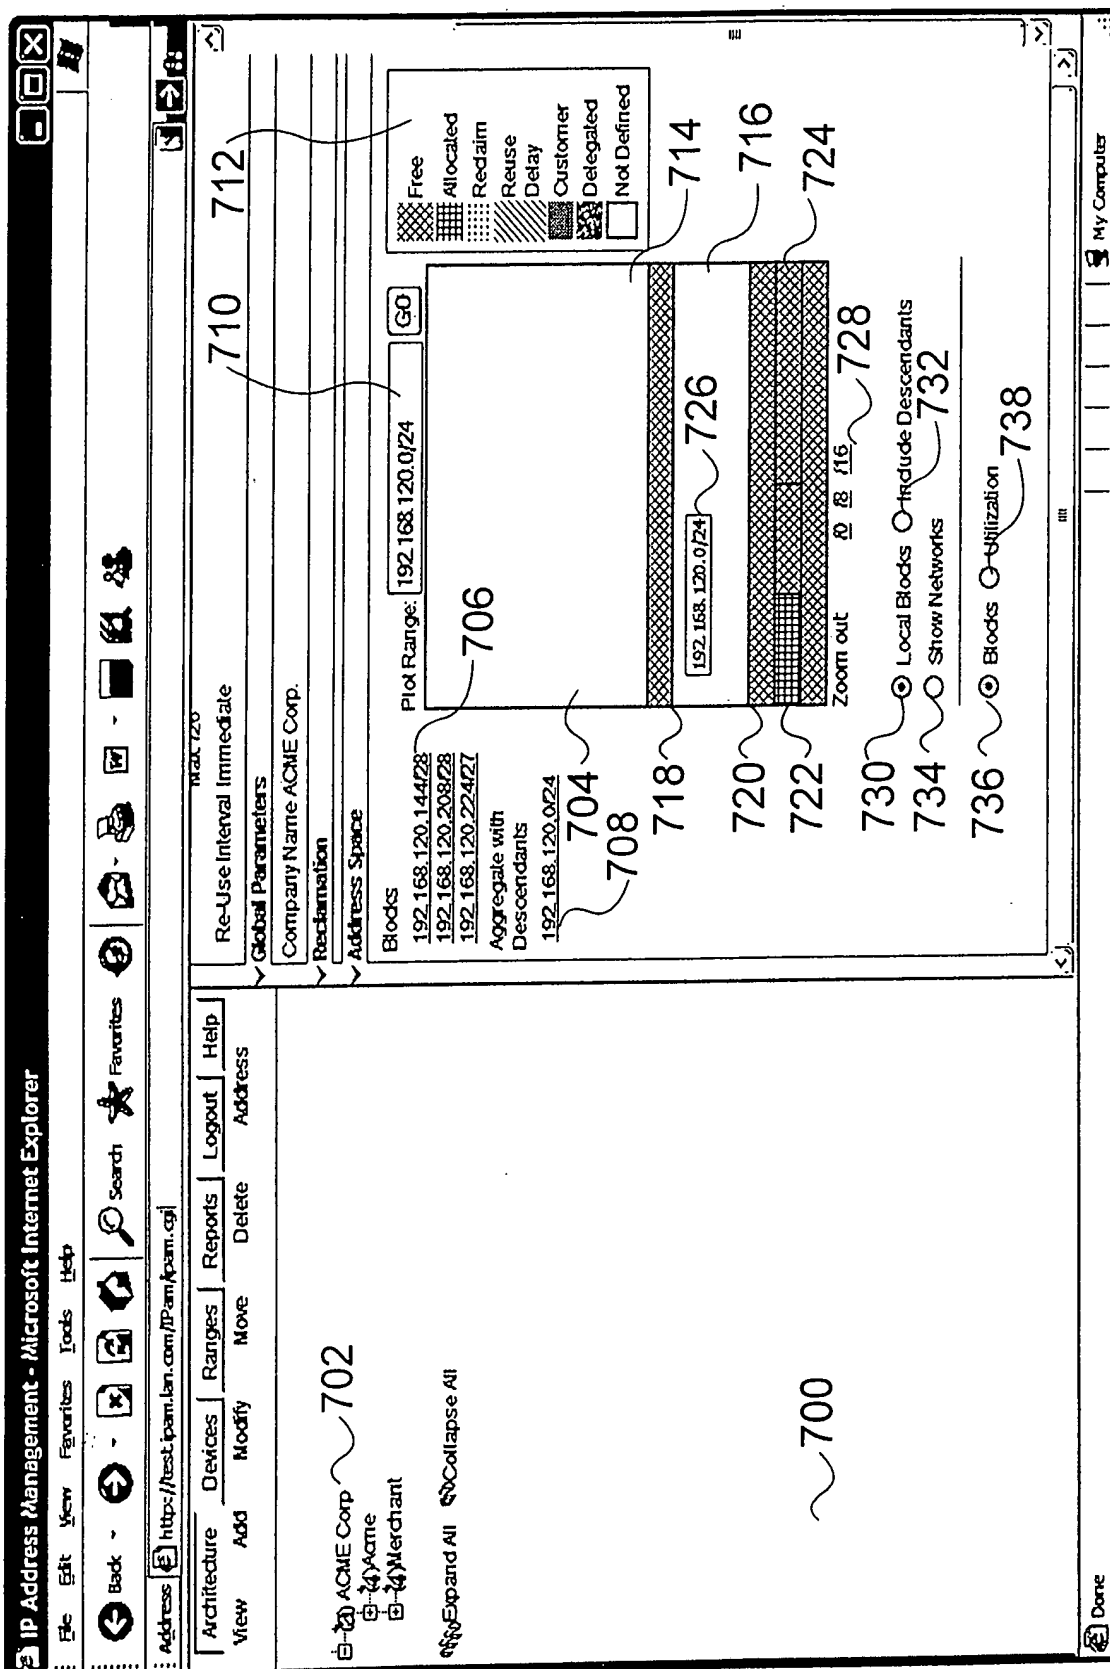 IP Address Management - Microsoft Internet Explorer
File Edit View Favorites Tools Help
Back Search Favorites
Address http://test.ipam.lan.com/IPam/ipam.cgi
Architecture Devices Ranges Reports Logout Help
View Add Modify Move Delete Address
ACME Corp 702
(4)Acme
(4)Merchant
Expand All Collapse All
700
Max 126
Re-Use Interval Immediate
Global Parameters
Company Name ACME Corp.
Reclamation
Address Space
710
712
Blocks
192.168.120.144/28
192.168.120.208/28
192.168.120.224/27
706
Aggregate with
Descendants
192.168.120.0/24
708
704
Plot Range: 192.168.120.0/24 GO
Free
Allocated
Reclaim
Reuse
Delay
Customer
Delegated
Not Defined
714
716
718
192.168.120.0/24 726
720
722
724
Zoom out /0 /8 /16 728
730 Local Blocks Include Descendants
732
734 Show Networks
736 Blocks Utilization
738
Done My Computer